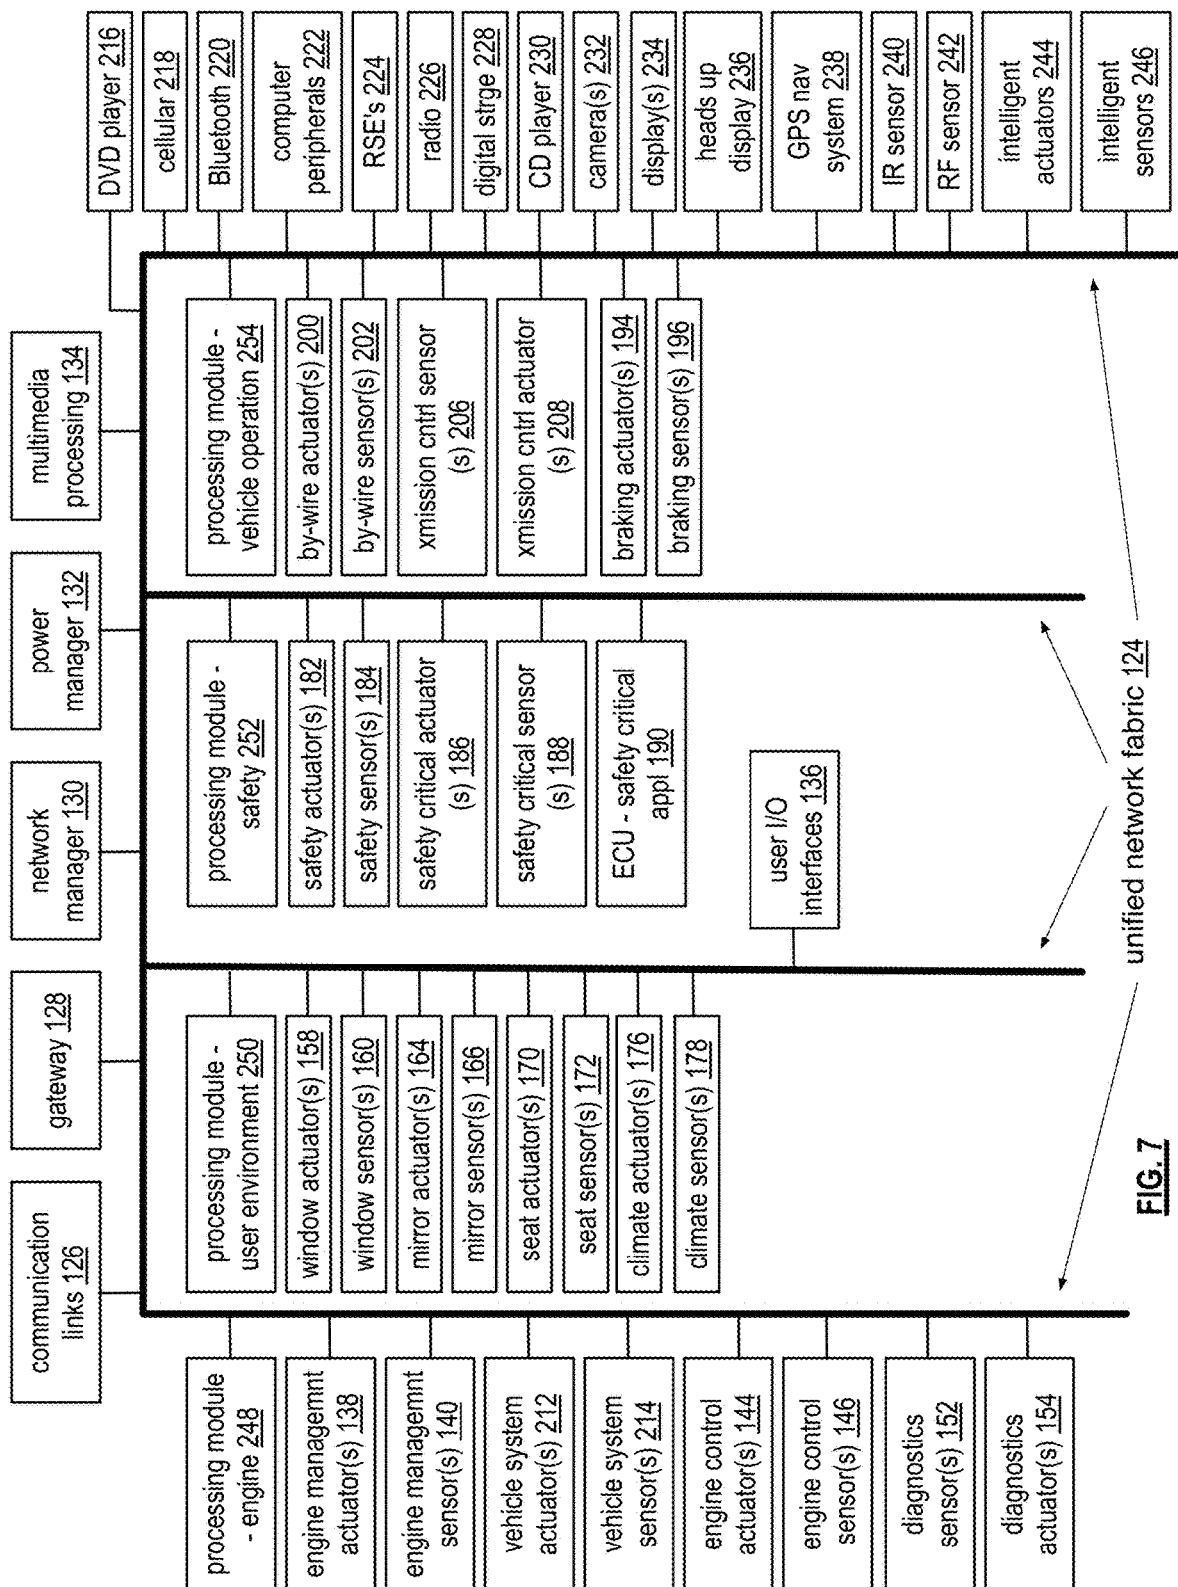 communication
links 126
gateway 128
network
manager 130
power
manager 132
multimedia
processing 134
DVD player 216
cellular 218
Bluetooth 220
computer
peripherals 222
RSE's 224
radio 226
digital strge 228
CD player 230
camera(s) 232
display(s) 234
heads up
display 236
GPS nav
system 238
IR sensor 240
RF sensor 242
intelligent
actuators 244
intelligent
sensors 246
processing module
- engine 248
engine managemnt
actuator(s) 138
engine managemnt
sensor(s) 140
vehicle system
actuator(s) 212
vehicle system
sensor(s) 214
engine control
actuator(s) 144
engine control
sensor(s) 146
diagnostics
sensor(s) 152
diagnostics
actuator(s) 154
processing module -
user environment 250
window actuator(s) 158
window sensor(s) 160
mirror actuator(s) 164
mirror sensor(s) 166
seat actuator(s) 170
seat sensor(s) 172
climate actuator(s) 176
climate sensor(s) 178
user I/O
interfaces 136
processing module -
safety 252
safety actuator(s) 182
safety sensor(s) 184
safety critical actuator
(s) 186
safety critical sensor
(s) 188
ECU - safety critical
appl 190
processing module -
vehicle operation 254
by-wire actuator(s) 200
by-wire sensor(s) 202
xmission cntrl sensor
(s) 206
xmission cntrl actuator
(s) 208
braking actuator(s) 194
braking sensor(s) 196
unified network fabric 124
FIG. 7